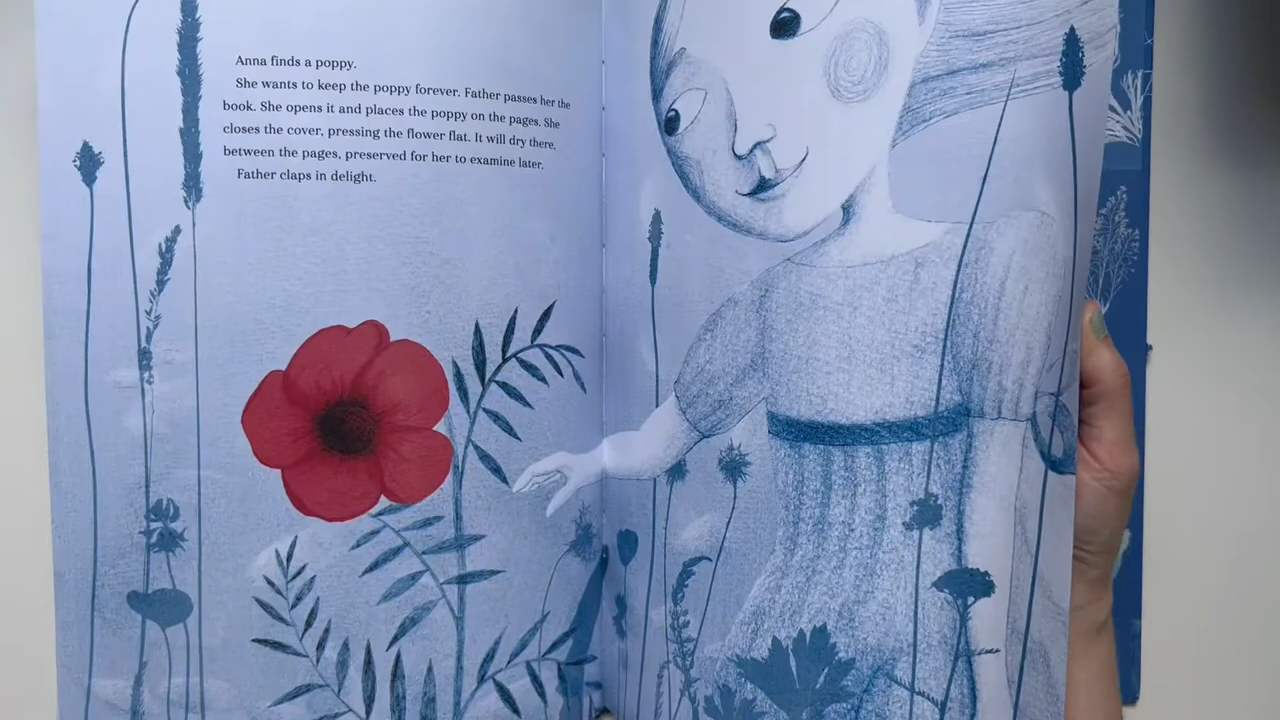 Anna finds a poppy.
She wants to keep the poppy forever. Father passes her the
book. She opens it and places the poppy on the pages. She
closes the cover, pressing the flower flat. It will dry there,
between the pages, preserved for her to examine later.
Father claps in delight.